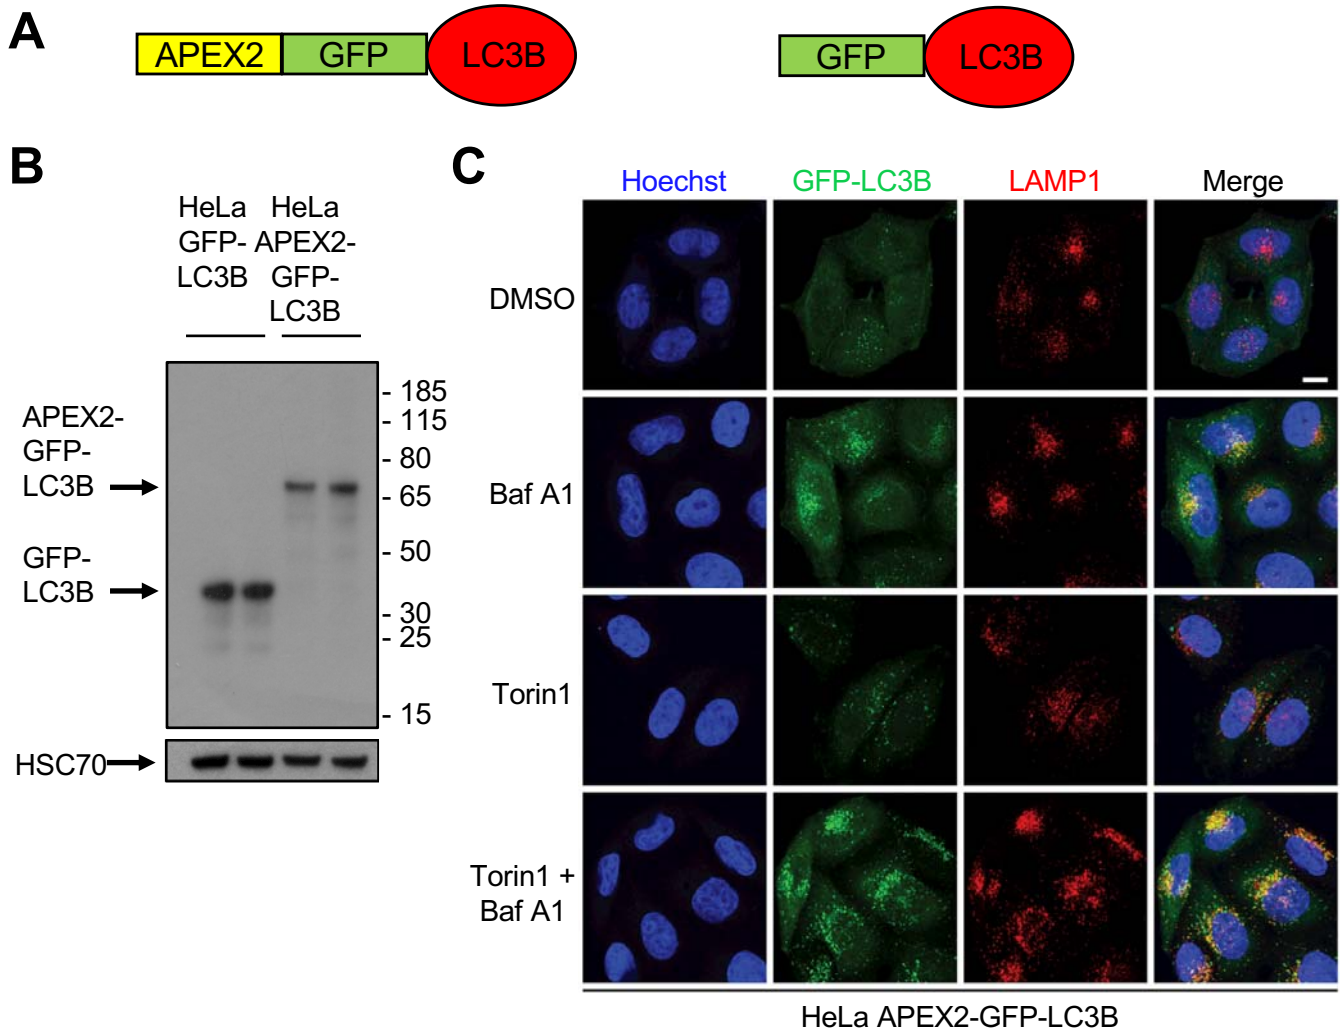 A
APEX2 GFP LC3B
GFP LC3B
B
HeLa HeLa
GFP- APEX2-
LC3B GFP-
LC3B
APEX2-
GFP-
LC3B
GFP-
LC3B
HSC70
- 185
- 115
- 80
- 65
- 50
- 30
- 25
- 15
C
Hoechst GFP-LC3B LAMP1 Merge
DMSO
Baf A1
Torin1
Torin1 +
Baf A1
HeLa APEX2-GFP-LC3B